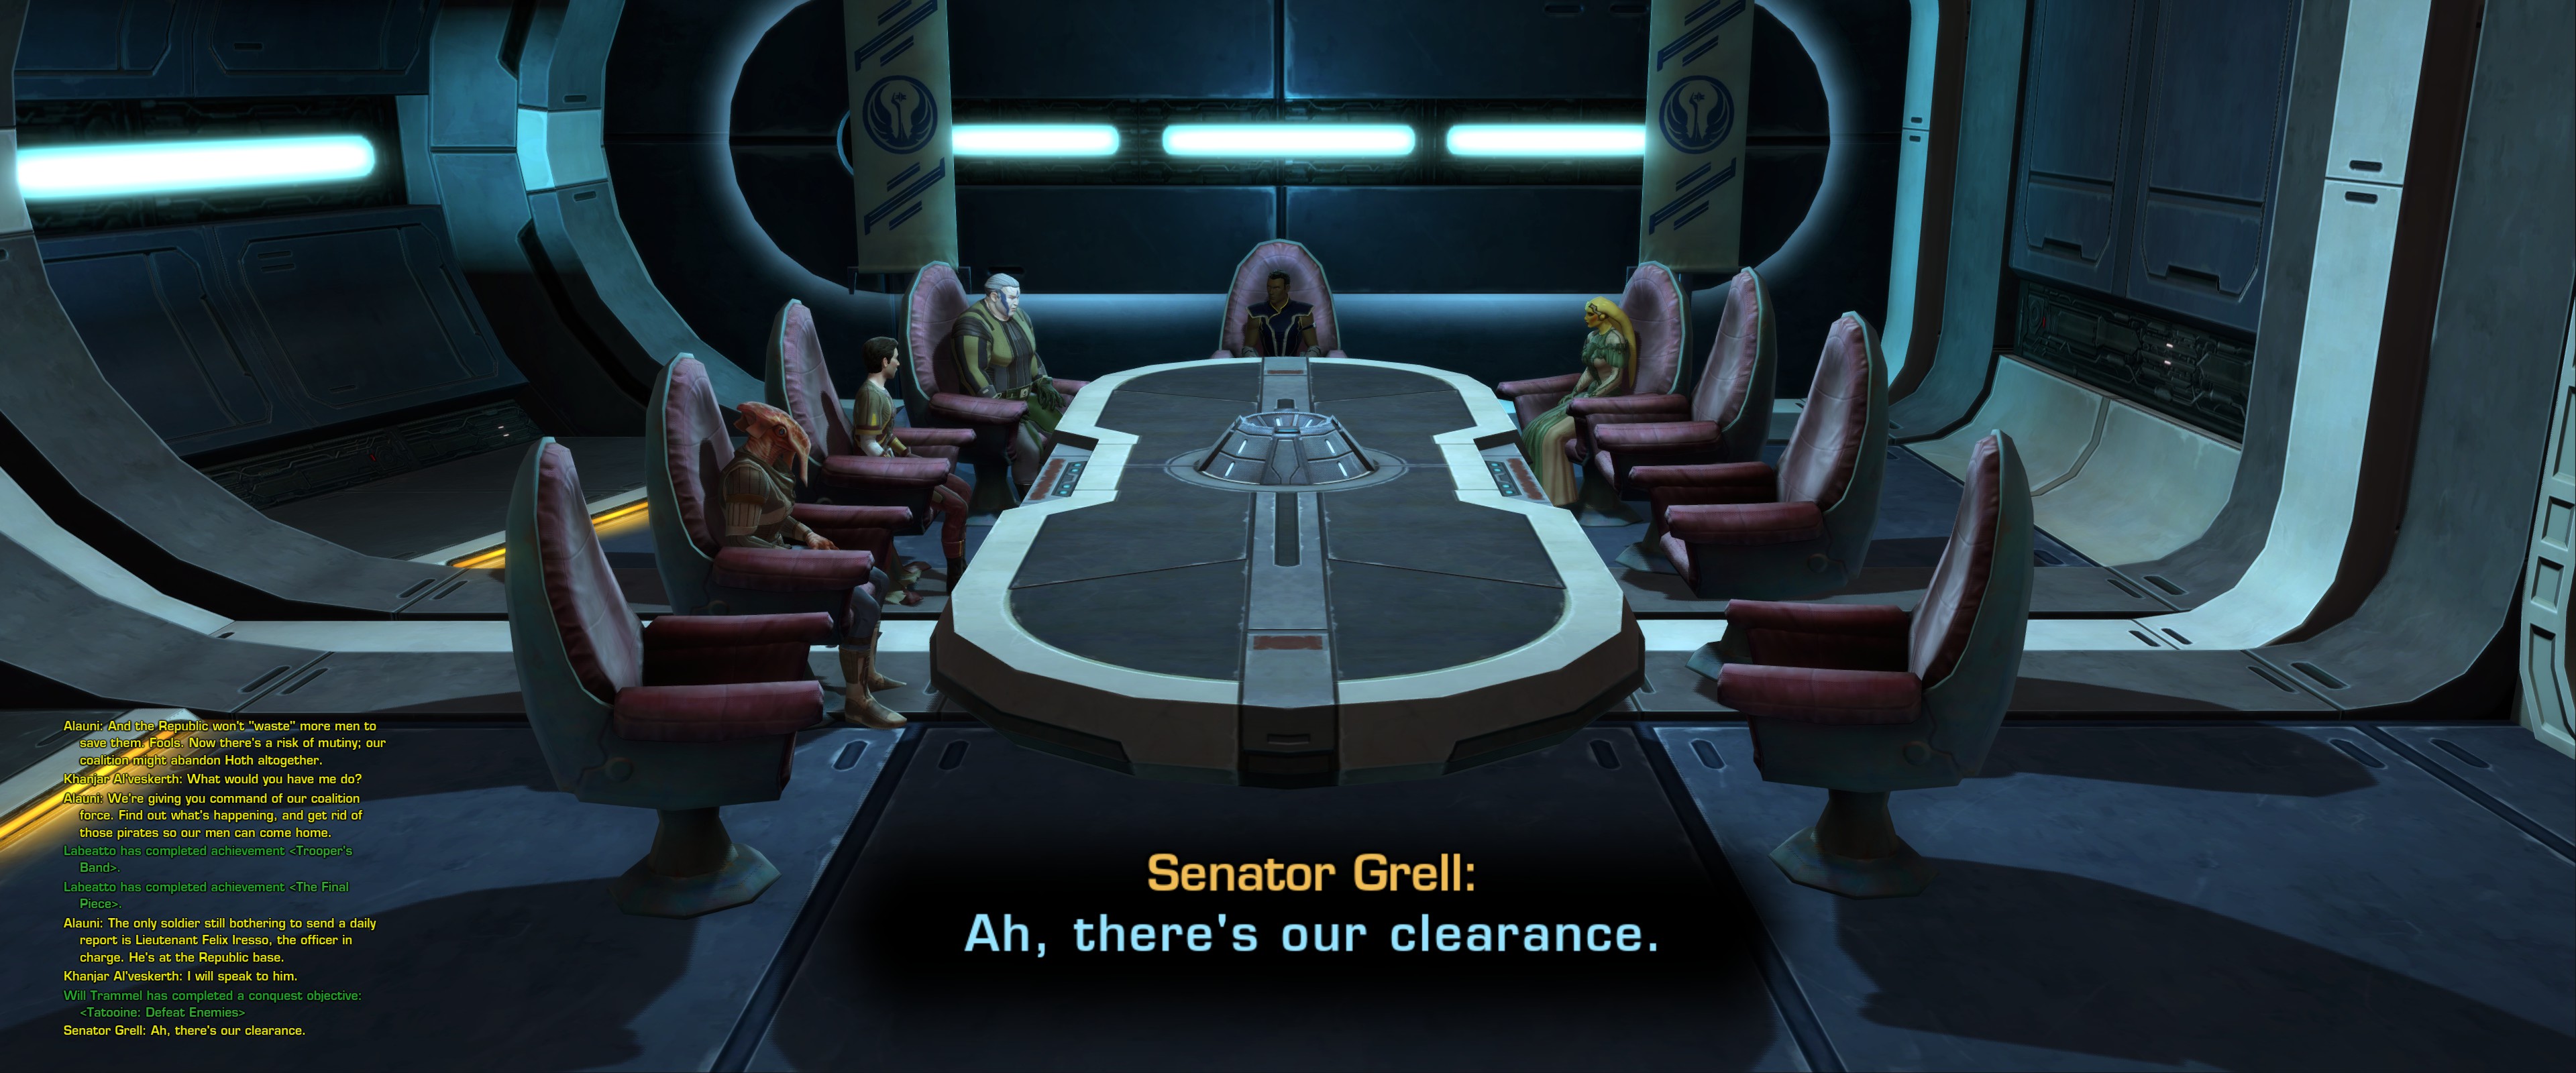 Alauni: And the Republic won't "waste" more men to
save them. Fools. Now there's a risk of mutiny; our
coalition might abandon Hoth altogether.
Khanjar Al'veskerth: What would you have me do?
Alauni: We're giving you command of our coalition
force. Find out what's happening, and get rid of
those pirates so our men can come home.
Labeatto has completed achievement <Trooper's
Band>.
Labeatto has completed achievement <The Final
Piece>.
Alauni: The only soldier still bothering to send a daily
report is Lieutenant Felix Iresso, the officer in
charge. He's at the Republic base.
Khanjar Al'veskerth: I will speak to him.
Will Trammel has completed a conquest objective:
<Tatooine: Defeat Enemies>
Senator Grell: Ah, there's our clearance.
Senator Grell:
Ah, there's our clearance.